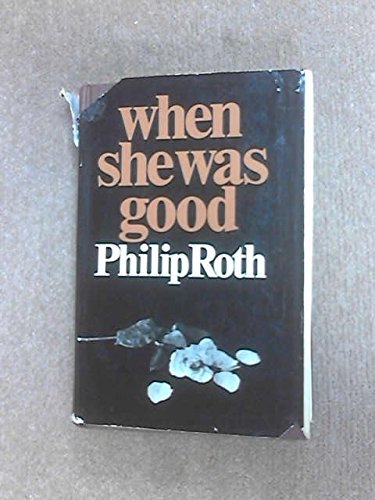 when
she was
good
Philip Roth